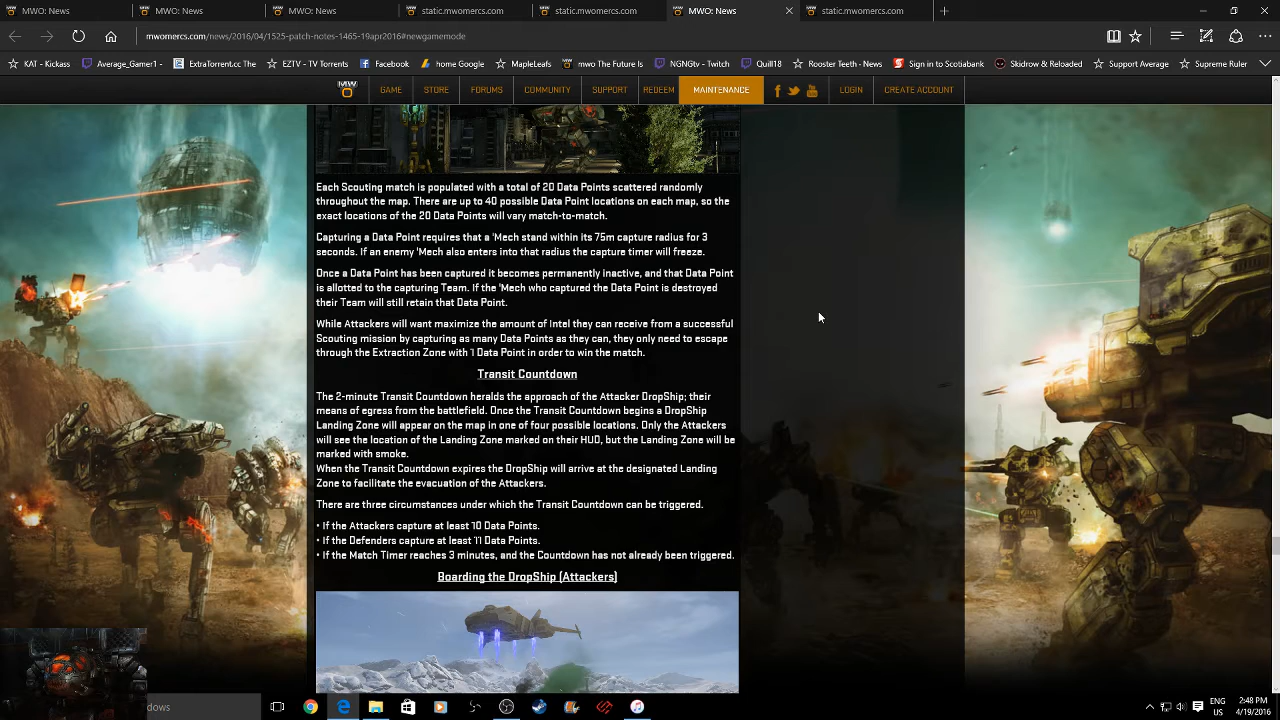 MWO: News
MWO: News
MWO: News
static.mwomercs.com
static.mwomercs.com
MWO: News
static.mwomercs.com
mwomercs.com/news/2016/04/1525-patch-notes-1465-19apr2016#newgamemode
KAT - Kickass
Average_Gamer1 -
ExtraTorrent.cc The
EZTV - TV Torrents
Facebook
home Google
MapleLeafs
mwo The Future Is
NGNGtv - Twitch
Quill18
Rooster Teeth - News
Sign in to Scotiabank
Skidrow & Reloaded
Support Average
Supreme Ruler
MWO
GAME
STORE
FORUMS
COMMUNITY
SUPPORT
REDEEM
MAINTENANCE
LOGIN
CREATE ACCOUNT
Each Scouting match is populated with a total of 20 Data Points scattered randomly
throughout the map. There are up to 40 possible Data Point locations on each map, so the
exact locations of the 20 Data Points will vary match-to-match.
Capturing a Data Point requires that a 'Mech stand within its 75m capture radius for 3
seconds. If an enemy 'Mech also enters into that radius the capture timer will freeze.
Once a Data Point has been captured it becomes permanently inactive, and that Data Point
is allotted to the capturing Team. If the 'Mech who captured the Data Point is destroyed
their Team will still retain that Data Point.
While Attackers will want maximize the amount of Intel they can receive from a successful
Scouting mission by capturing as many Data Points as they can, they only need to escape
through the Extraction Zone with 1 Data Point in order to win the match.
Transit Countdown
The 2-minute Transit Countdown heralds the approach of the Attacker DropShip; their
means of egress from the battlefield. Once the Transit Countdown begins a DropShip
Landing Zone will appear on the map in one of four possible locations. Only the Attackers
will see the location of the Landing Zone marked on their HUD, but the Landing Zone will be
marked with smoke.
When the Transit Countdown expires the DropShip will arrive at the designated Landing
Zone to facilitate the evacuation of the Attackers.
There are three circumstances under which the Transit Countdown can be triggered.
• If the Attackers capture at least 10 Data Points.
• If the Defenders capture at least 11 Data Points.
• If the Match Timer reaches 3 minutes, and the Countdown has not already been triggered.
Boarding the DropShip (Attackers)
dows
ENG
US
2:48 PM
4/19/2016